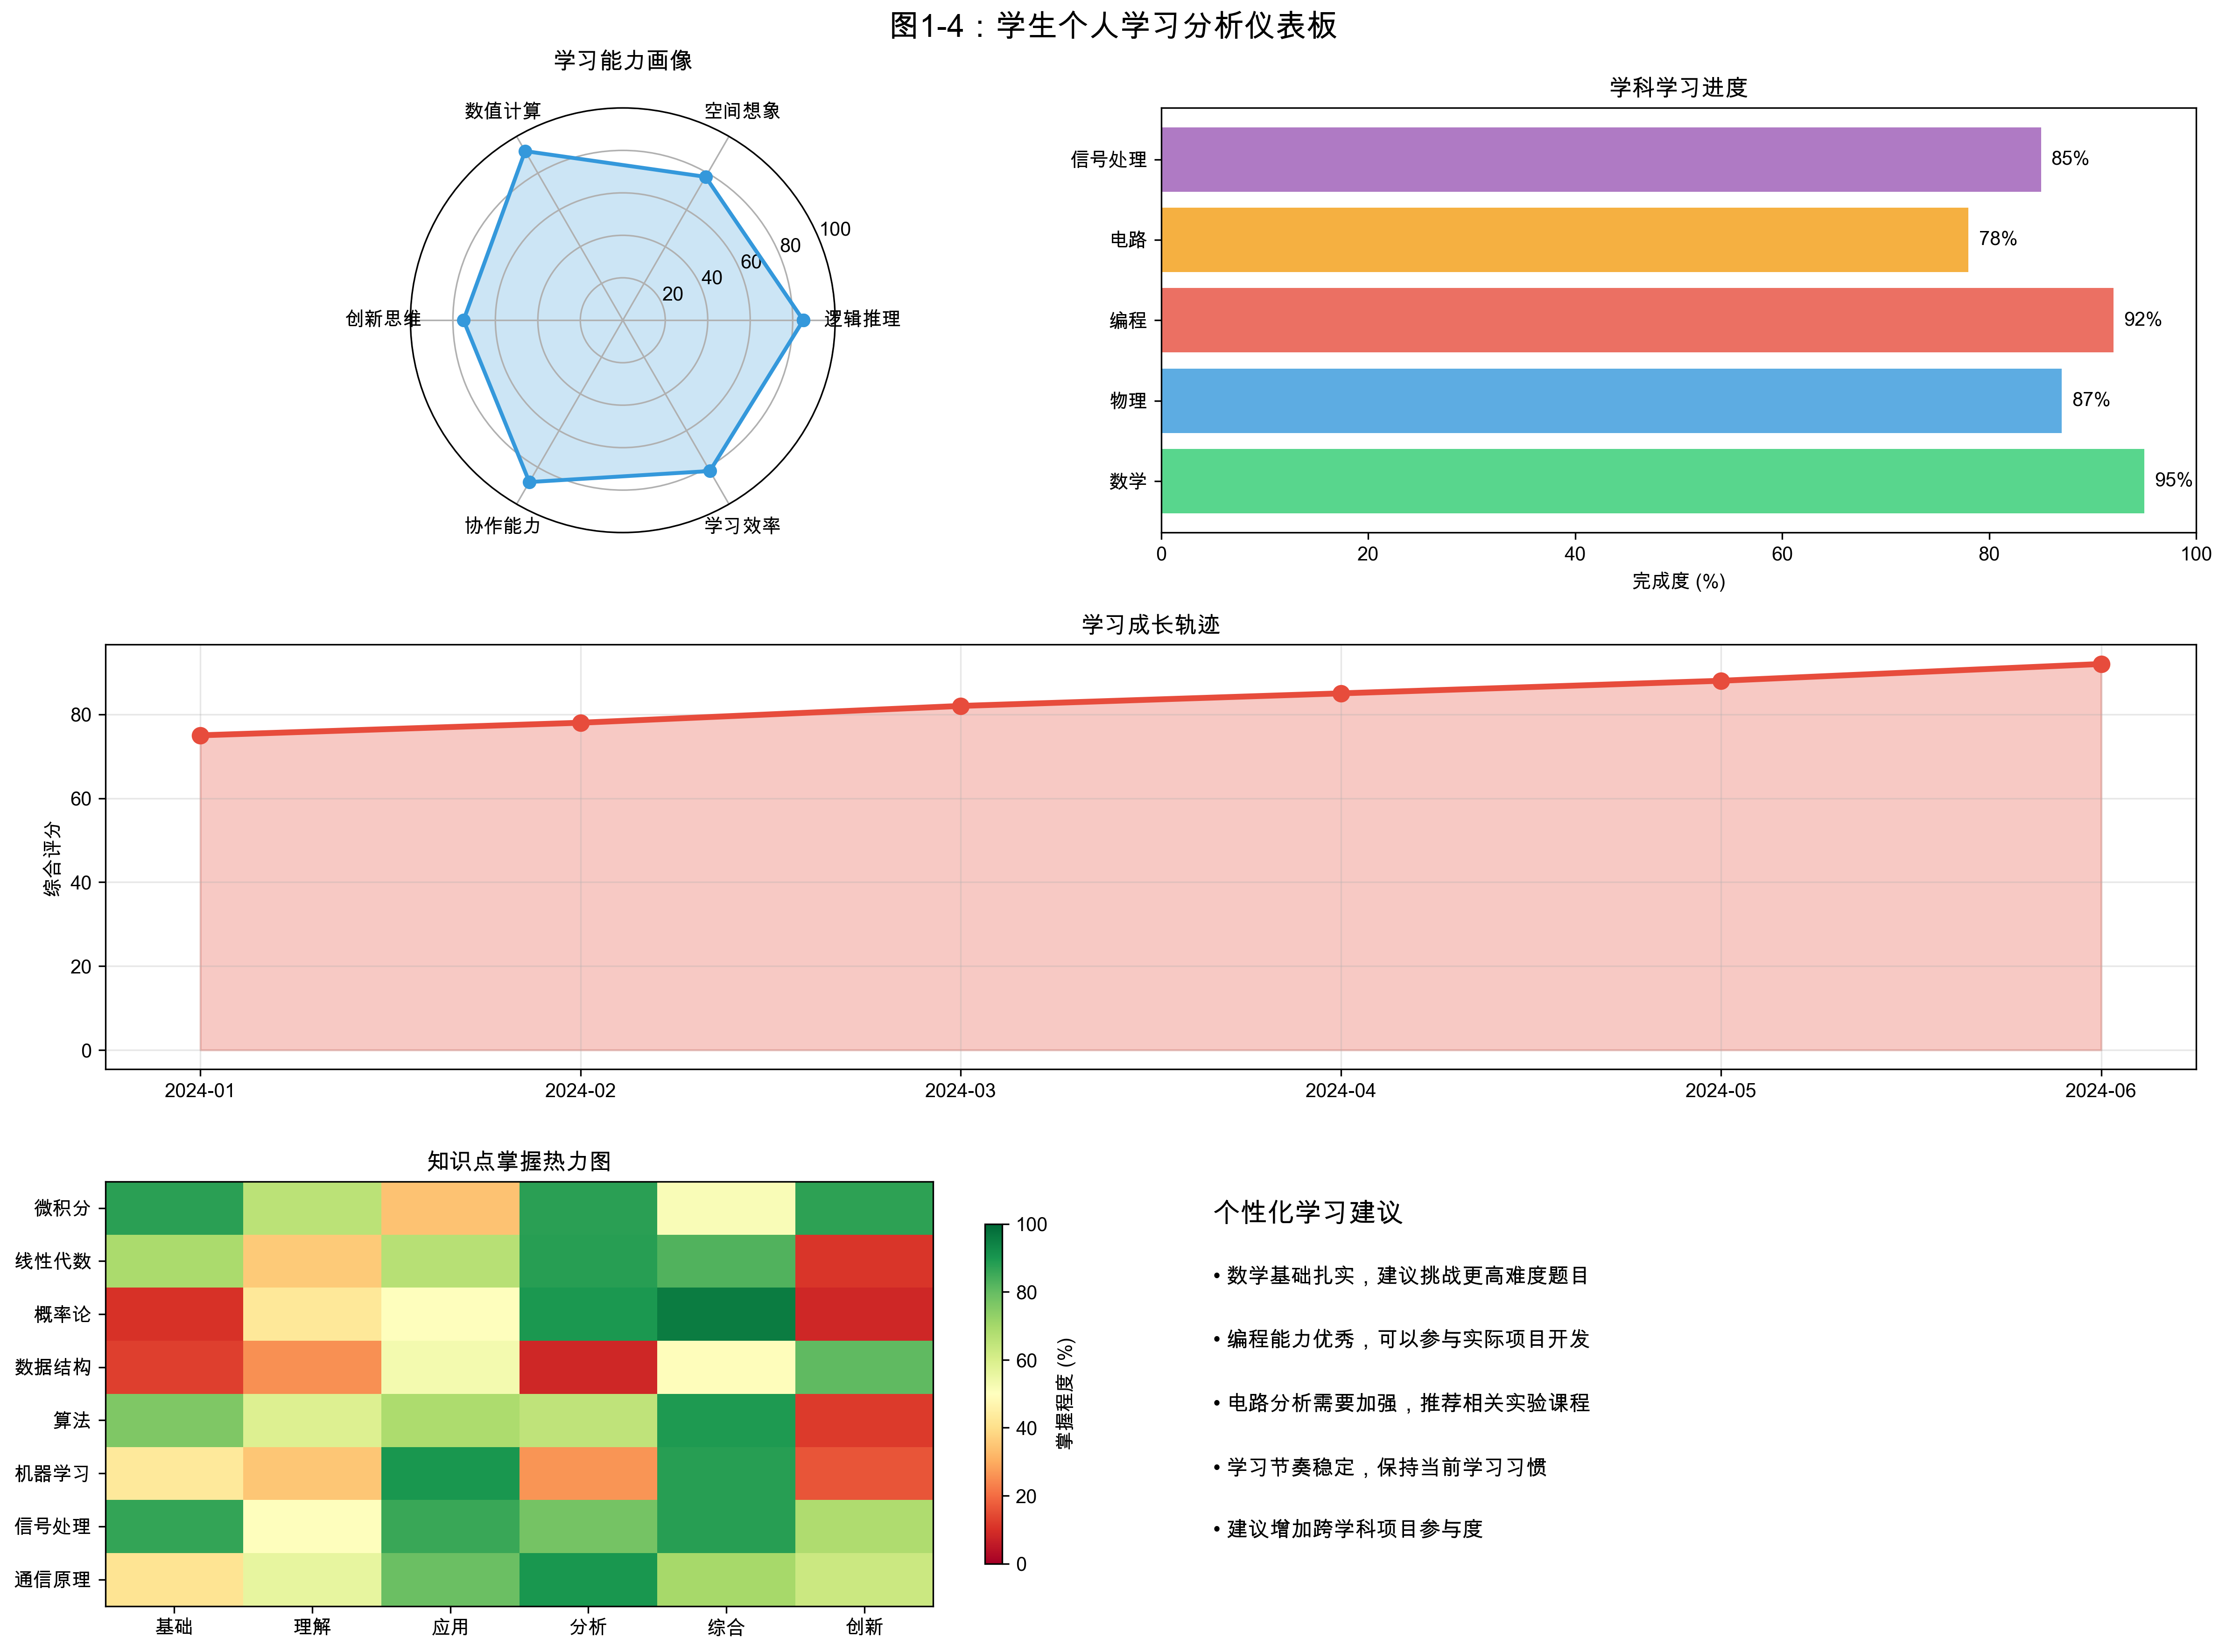 图1-4：学生个人学习分析仪表板
学习能力画像
数值计算
空间想象
创新思维
逻辑推理
协作能力
学习效率
20
40
60
80
100
学科学习进度
信号处理
85%
电路
78%
编程
92%
物理
87%
数学
95%
0
20
40
60
80
100
完成度 (%)
学习成长轨迹
综合评分
80
60
40
20
0
2024-01
2024-02
2024-03
2024-04
2024-05
2024-06
知识点掌握热力图
微积分
线性代数
概率论
数据结构
算法
机器学习
信号处理
通信原理
基础
理解
应用
分析
综合
创新
100
80
60
40
20
0
掌握程度 (%)
个性化学习建议
• 数学基础扎实，建议挑战更高难度题目
• 编程能力优秀，可以参与实际项目开发
• 电路分析需要加强，推荐相关实验课程
• 学习节奏稳定，保持当前学习习惯
• 建议增加跨学科项目参与度